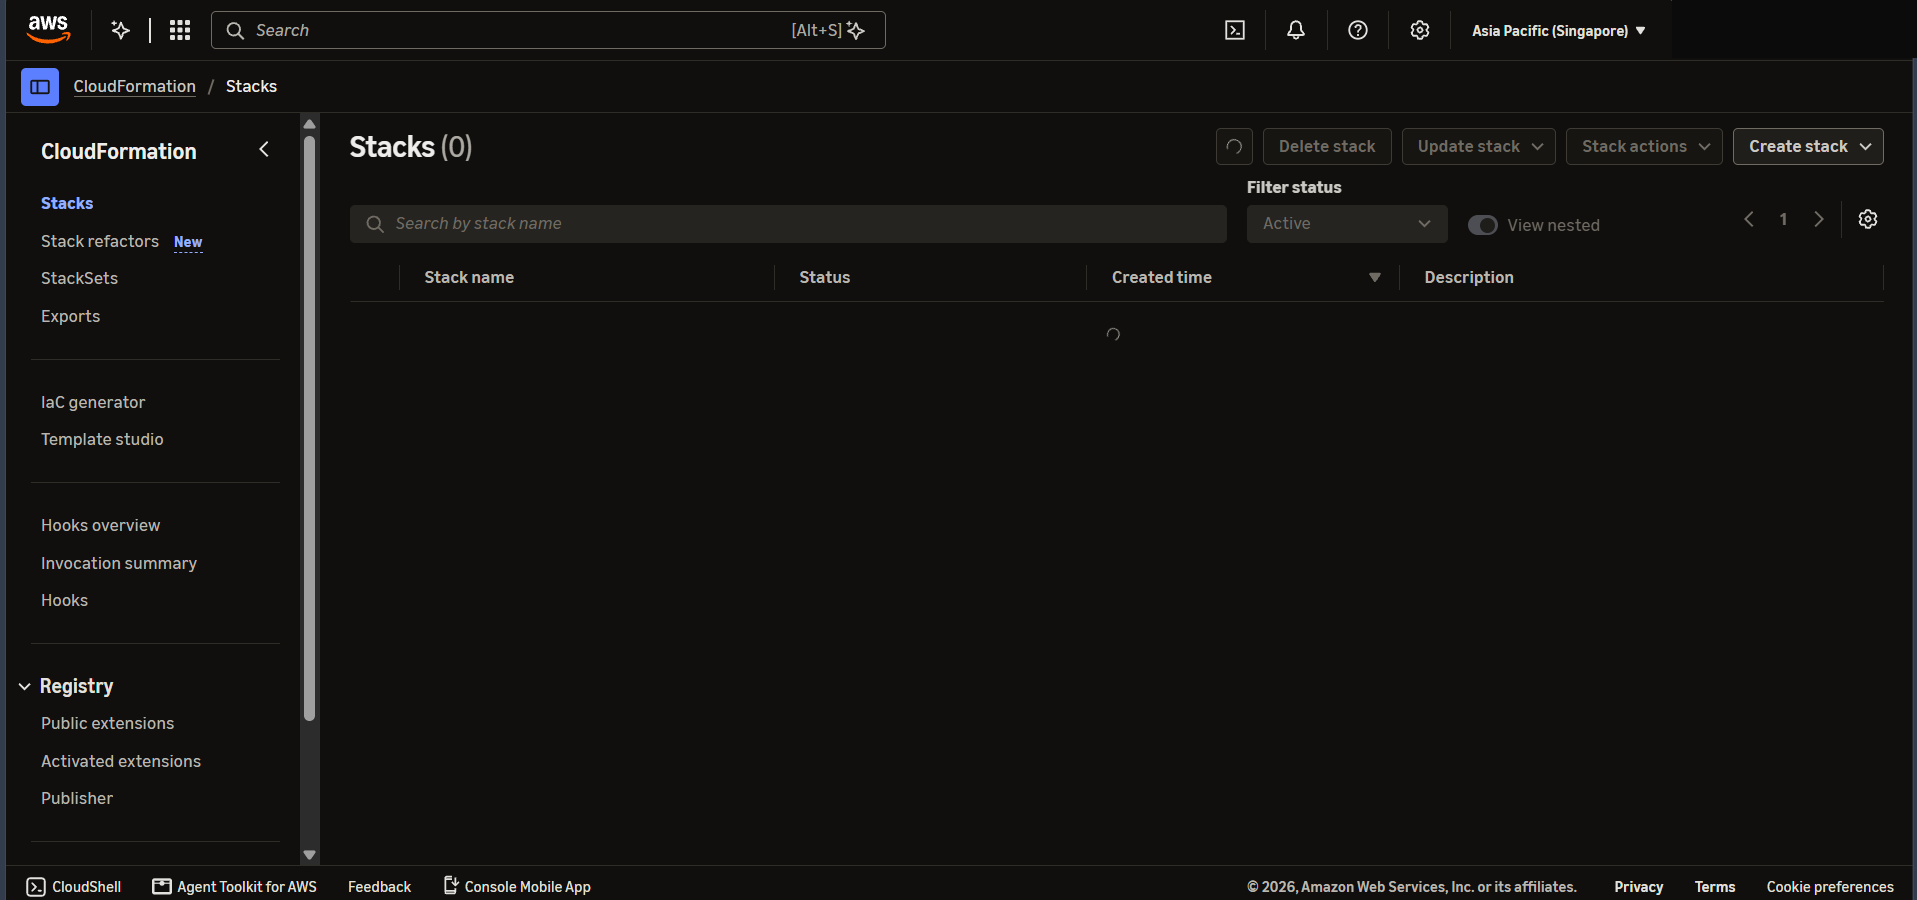 aws
Search [Alt+S]
Asia Pacific (Singapore)
CloudFormation / Stacks
CloudFormation
Stacks
Stack refactors New
StackSets
Exports
IaC generator
Template studio
Hooks overview
Invocation summary
Hooks
Registry
Public extensions
Activated extensions
Publisher
Stacks (0)
Delete stack
Update stack
Stack actions
Create stack
Filter status
Search by stack name
Active
View nested
1
Stack name Status Created time Description
CloudShell Agent Toolkit for AWS Feedback Console Mobile App
© 2026, Amazon Web Services, Inc. or its affiliates. Privacy Terms Cookie preferences